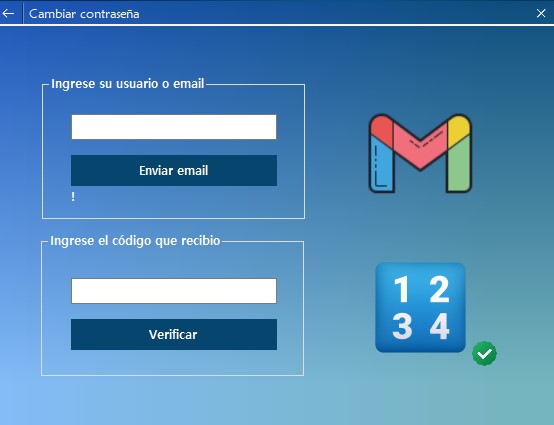 Cambiar contraseña
Ingrese su usuario o email
Enviar email
!
Ingrese el código que recibio
Verificar
1 2
3 4